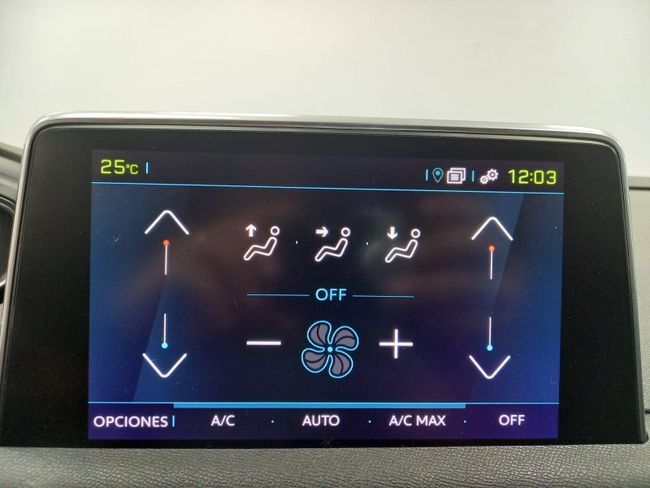 25°C 12:03
OFF
OPCIONES A/C AUTO A/C MAX OFF